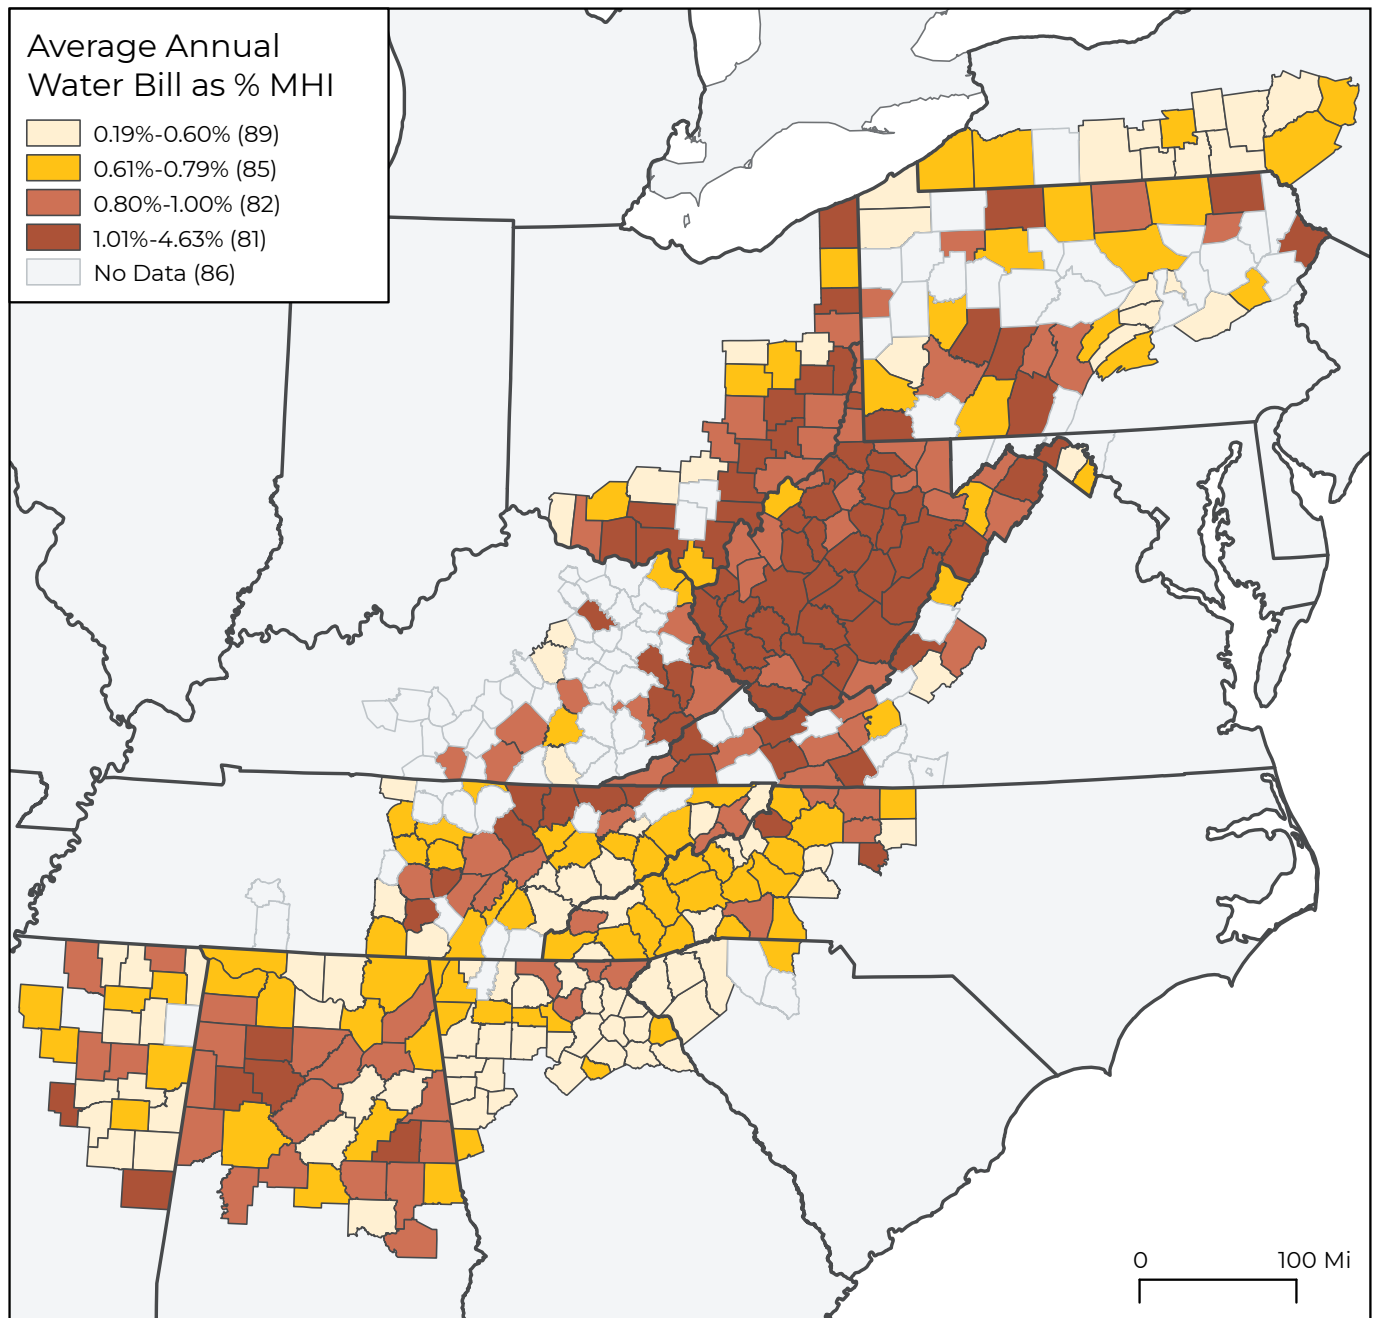 Average Annual
Water Bill as % MHI
0.19%-0.60% (89)
0.61%-0.79% (85)
0.80%-1.00% (82)
1.01%-4.63% (81)
No Data (86)
0 100 Mi